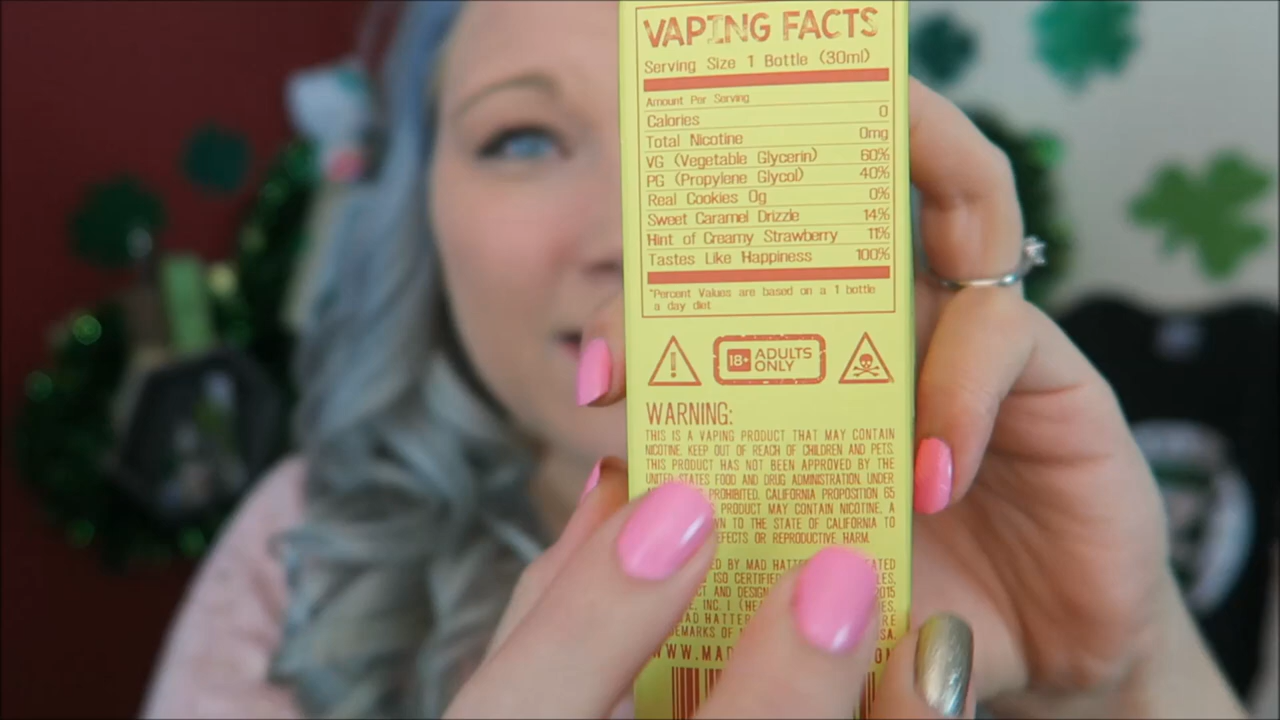 VAPING FACTS
Serving Size 1 Bottle (30ml)
Amount Per Serving
Calories 0
Total Nicotine 0mg
VG (Vegetable Glycerin) 60%
PG (Propylene Glycol) 40%
Real Cookies 0g 0%
Sweet Caramel Drizzle 14%
Hint of Creamy Strawberry 11%
Tastes Like Happiness 100%
*Percent Values are based on a 1 bottle
a day diet
18+ ADULTS
ONLY
WARNING:
THIS IS A VAPING PRODUCT THAT MAY CONTAIN
NICOTINE. KEEP OUT OF REACH OF CHILDREN AND PETS.
THIS PRODUCT HAS NOT BEEN APPROVED BY THE
UNITED STATES FOOD AND DRUG ADMINISTRATION. UNDER
PROHIBITED. CALIFORNIA PROPOSITION 65
PRODUCT MAY CONTAIN NICOTINE, A
TO THE STATE OF CALIFORNIA TO
OR REPRODUCTIVE HARM.
BY MAD HATTER
ISO CERTIFIED
AND DESIGN 2015
INC.
MAD HATTER
OF
WWW.MAD